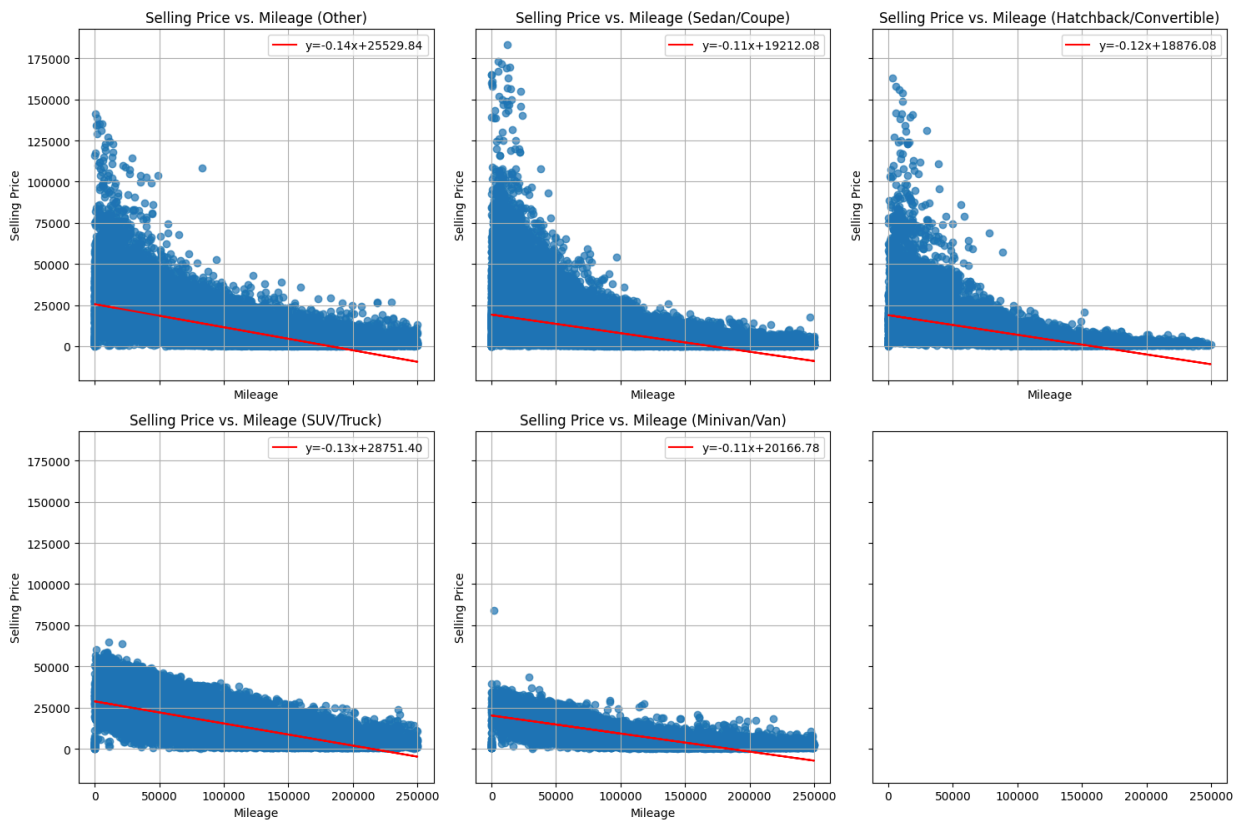 Selling Price vs. Mileage (Other)
y=-0.14x+25529.84
175000
150000
125000
100000
75000
50000
25000
0
Selling Price
Mileage
Selling Price vs. Mileage (Sedan/Coupe)
y=-0.11x+19212.08
Selling Price
Mileage
Selling Price vs. Mileage (Hatchback/Convertible)
y=-0.12x+18876.08
Selling Price
Mileage
Selling Price vs. Mileage (SUV/Truck)
y=-0.13x+28751.40
175000
150000
125000
100000
75000
50000
25000
0
Selling Price
0 50000 100000 150000 200000 250000
Mileage
Selling Price vs. Mileage (Minivan/Van)
y=-0.11x+20166.78
Selling Price
0 50000 100000 150000 200000 250000
Mileage
0 50000 100000 150000 200000 250000